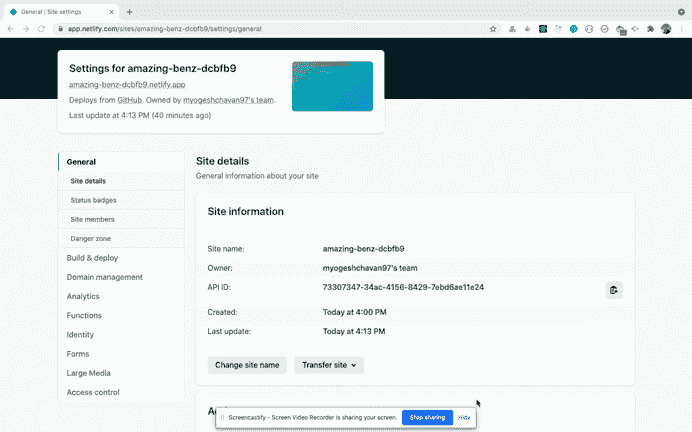 General | Site settings
app.netlify.com/sites/amazing-benz-dcbfb9/settings/general
Settings for amazing-benz-dcbfb9
amazing-benz-dcbfb9.netlify.app
Deploys from GitHub. Owned by myogeshchavan97's team.
Last update at 4:13 PM (40 minutes ago)
General
Site details
Status badges
Site members
Danger zone
Build & deploy
Domain management
Analytics
Functions
Identity
Forms
Large Media
Access control
Site details
General information about your site
Site information
Site name: amazing-benz-dcbfb9
Owner: myogeshchavan97's team
API ID: 73307347-34ac-4156-8429-7ebd6ae11e24
Created: Today at 4:00 PM
Last update: Today at 4:13 PM
Change site name Transfer site
Screencastify - Screen Video Recorder is sharing your screen. Stop sharing Hide